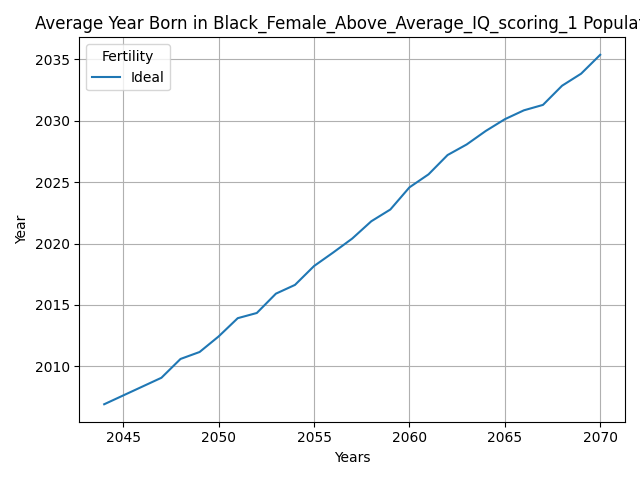 Average Year Born in Black_Female_Above_Average_IQ_scoring_1 Populat
Fertility
Ideal
2035
2030
2025
2020
2015
2010
Year
2045 2050 2055 2060 2065 2070
Years